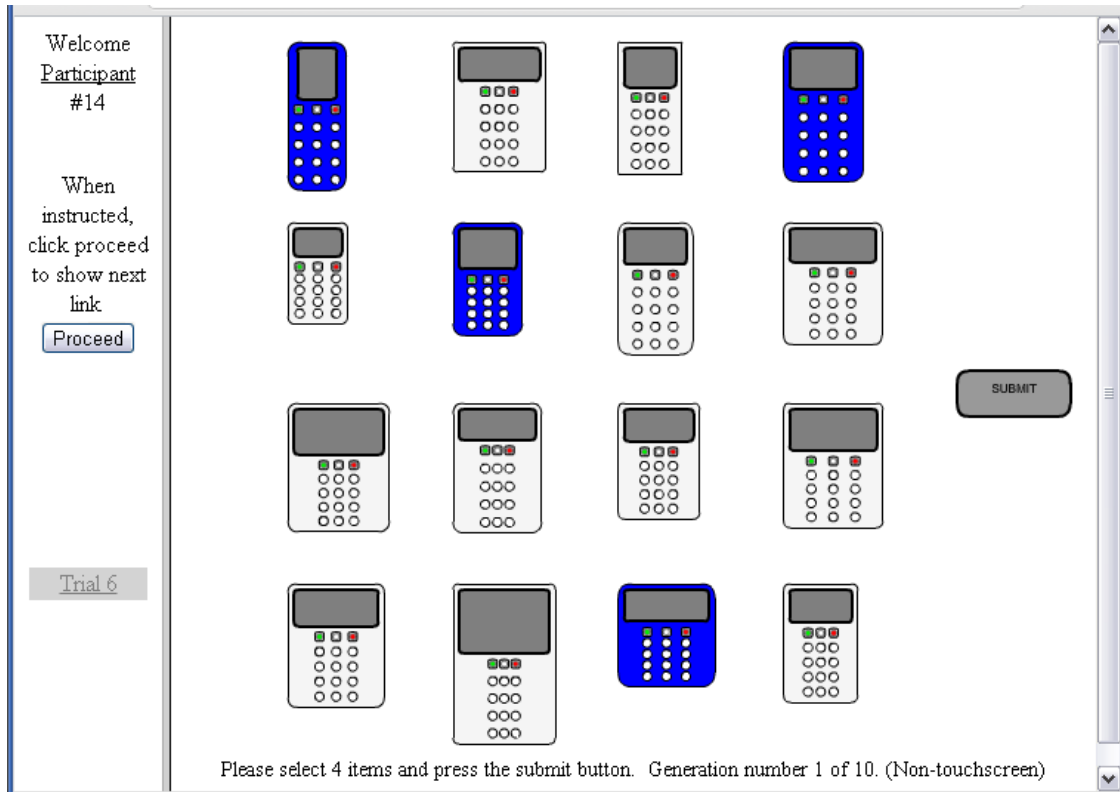 Welcome
Participant
#14
When
instructed,
click proceed
to show next
link
Proceed
SUBMIT
Trial 6
Please select 4 items and press the submit button.  Generation number 1 of 10. (Non-touchscreen)